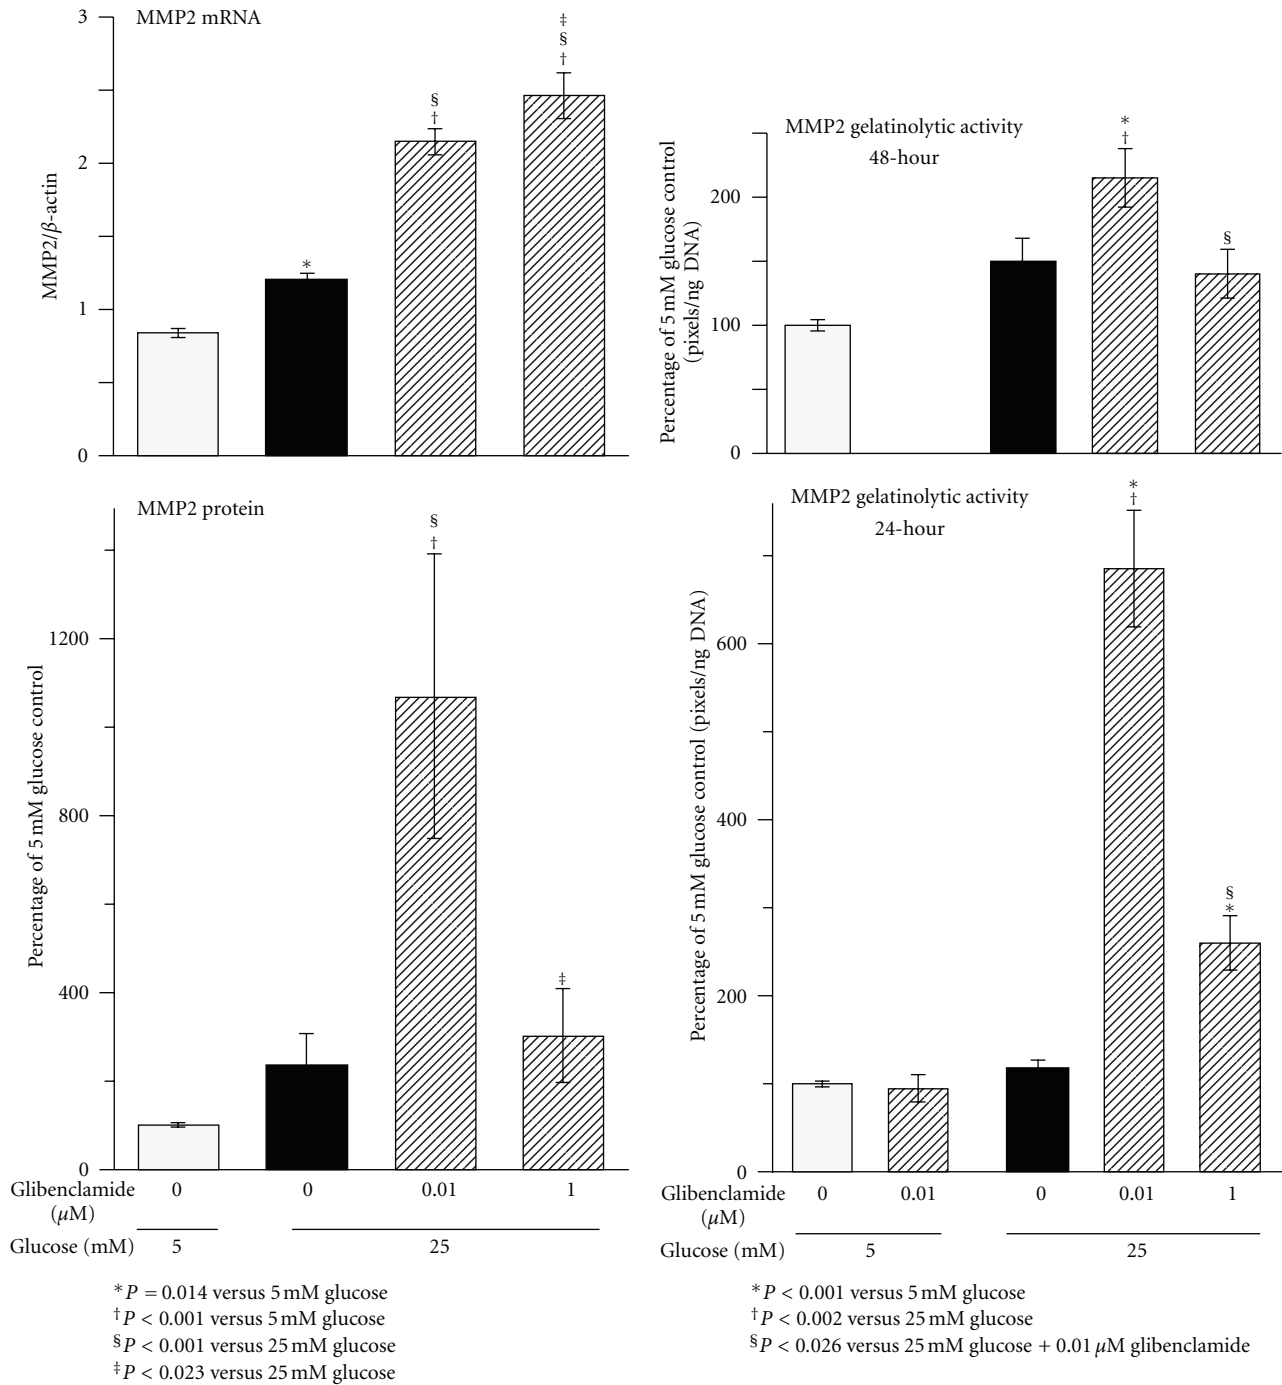 MMP2 mRNA
‡
§
†
§
†
*
3
2
1
0
MMP2/β-actin
MMP2 gelatinolytic activity
48-hour
*
†
§
200
100
0
Percentage of 5 mM glucose control
(pixels/ng DNA)
MMP2 protein
§
†
‡
1200
800
400
0
Percentage of 5 mM glucose control
Glibenclamide 0 0 0.01 1
(μM)
Glucose (mM) 5 25
*P = 0.014 versus 5 mM glucose
†P < 0.001 versus 5 mM glucose
§P < 0.001 versus 25 mM glucose
‡P < 0.023 versus 25 mM glucose
MMP2 gelatinolytic activity
24-hour
*
†
§
*
600
400
200
0
Percentage of 5 mM glucose control (pixels/ng DNA)
Glibenclamide 0 0.01 0 0.01 1
(μM)
Glucose (mM) 5 25
*P < 0.001 versus 5 mM glucose
†P < 0.002 versus 25 mM glucose
§P < 0.026 versus 25 mM glucose + 0.01 μM glibenclamide